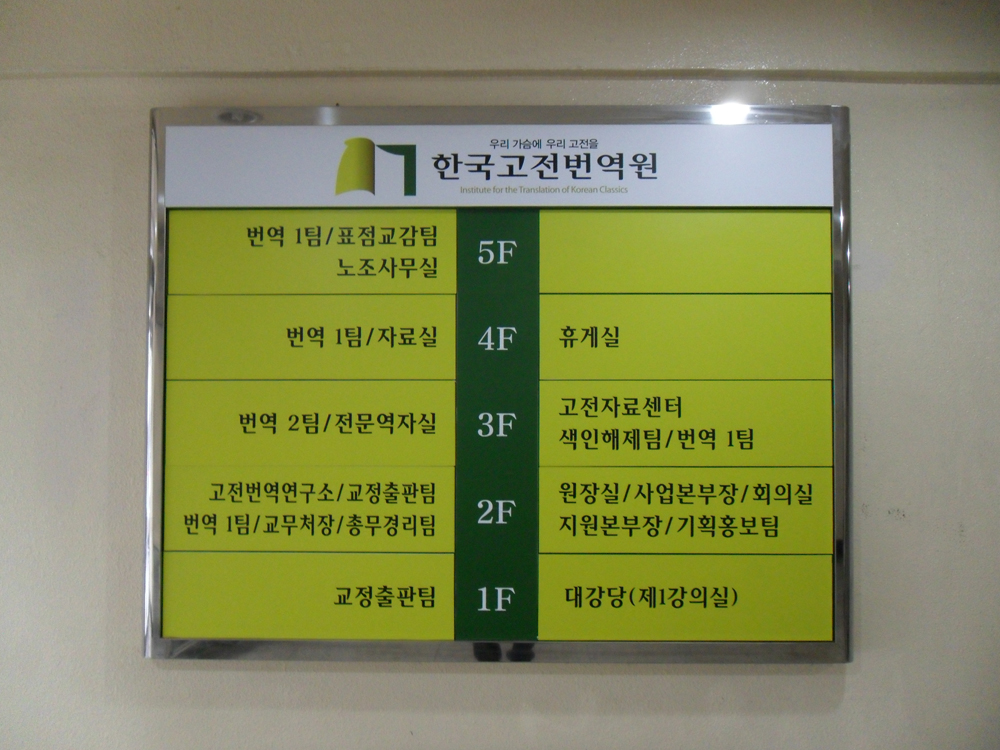 우리 가슴에 우리 고전을
한국고전번역원
Institute for the Translation of Korean Classics
번역 1팀/표점교감팀
노조사무실
5F
번역 1팀/자료실
4F
휴게실
번역 2팀/전문역자실
3F
고전자료센터
색인해제팀/번역 1팀
고전번역연구소/교정출판팀
번역 1팀/교무처장/총무경리팀
2F
원장실/사업본부장/회의실
지원본부장/기획홍보팀
교정출판팀
1F
대강당(제1강의실)